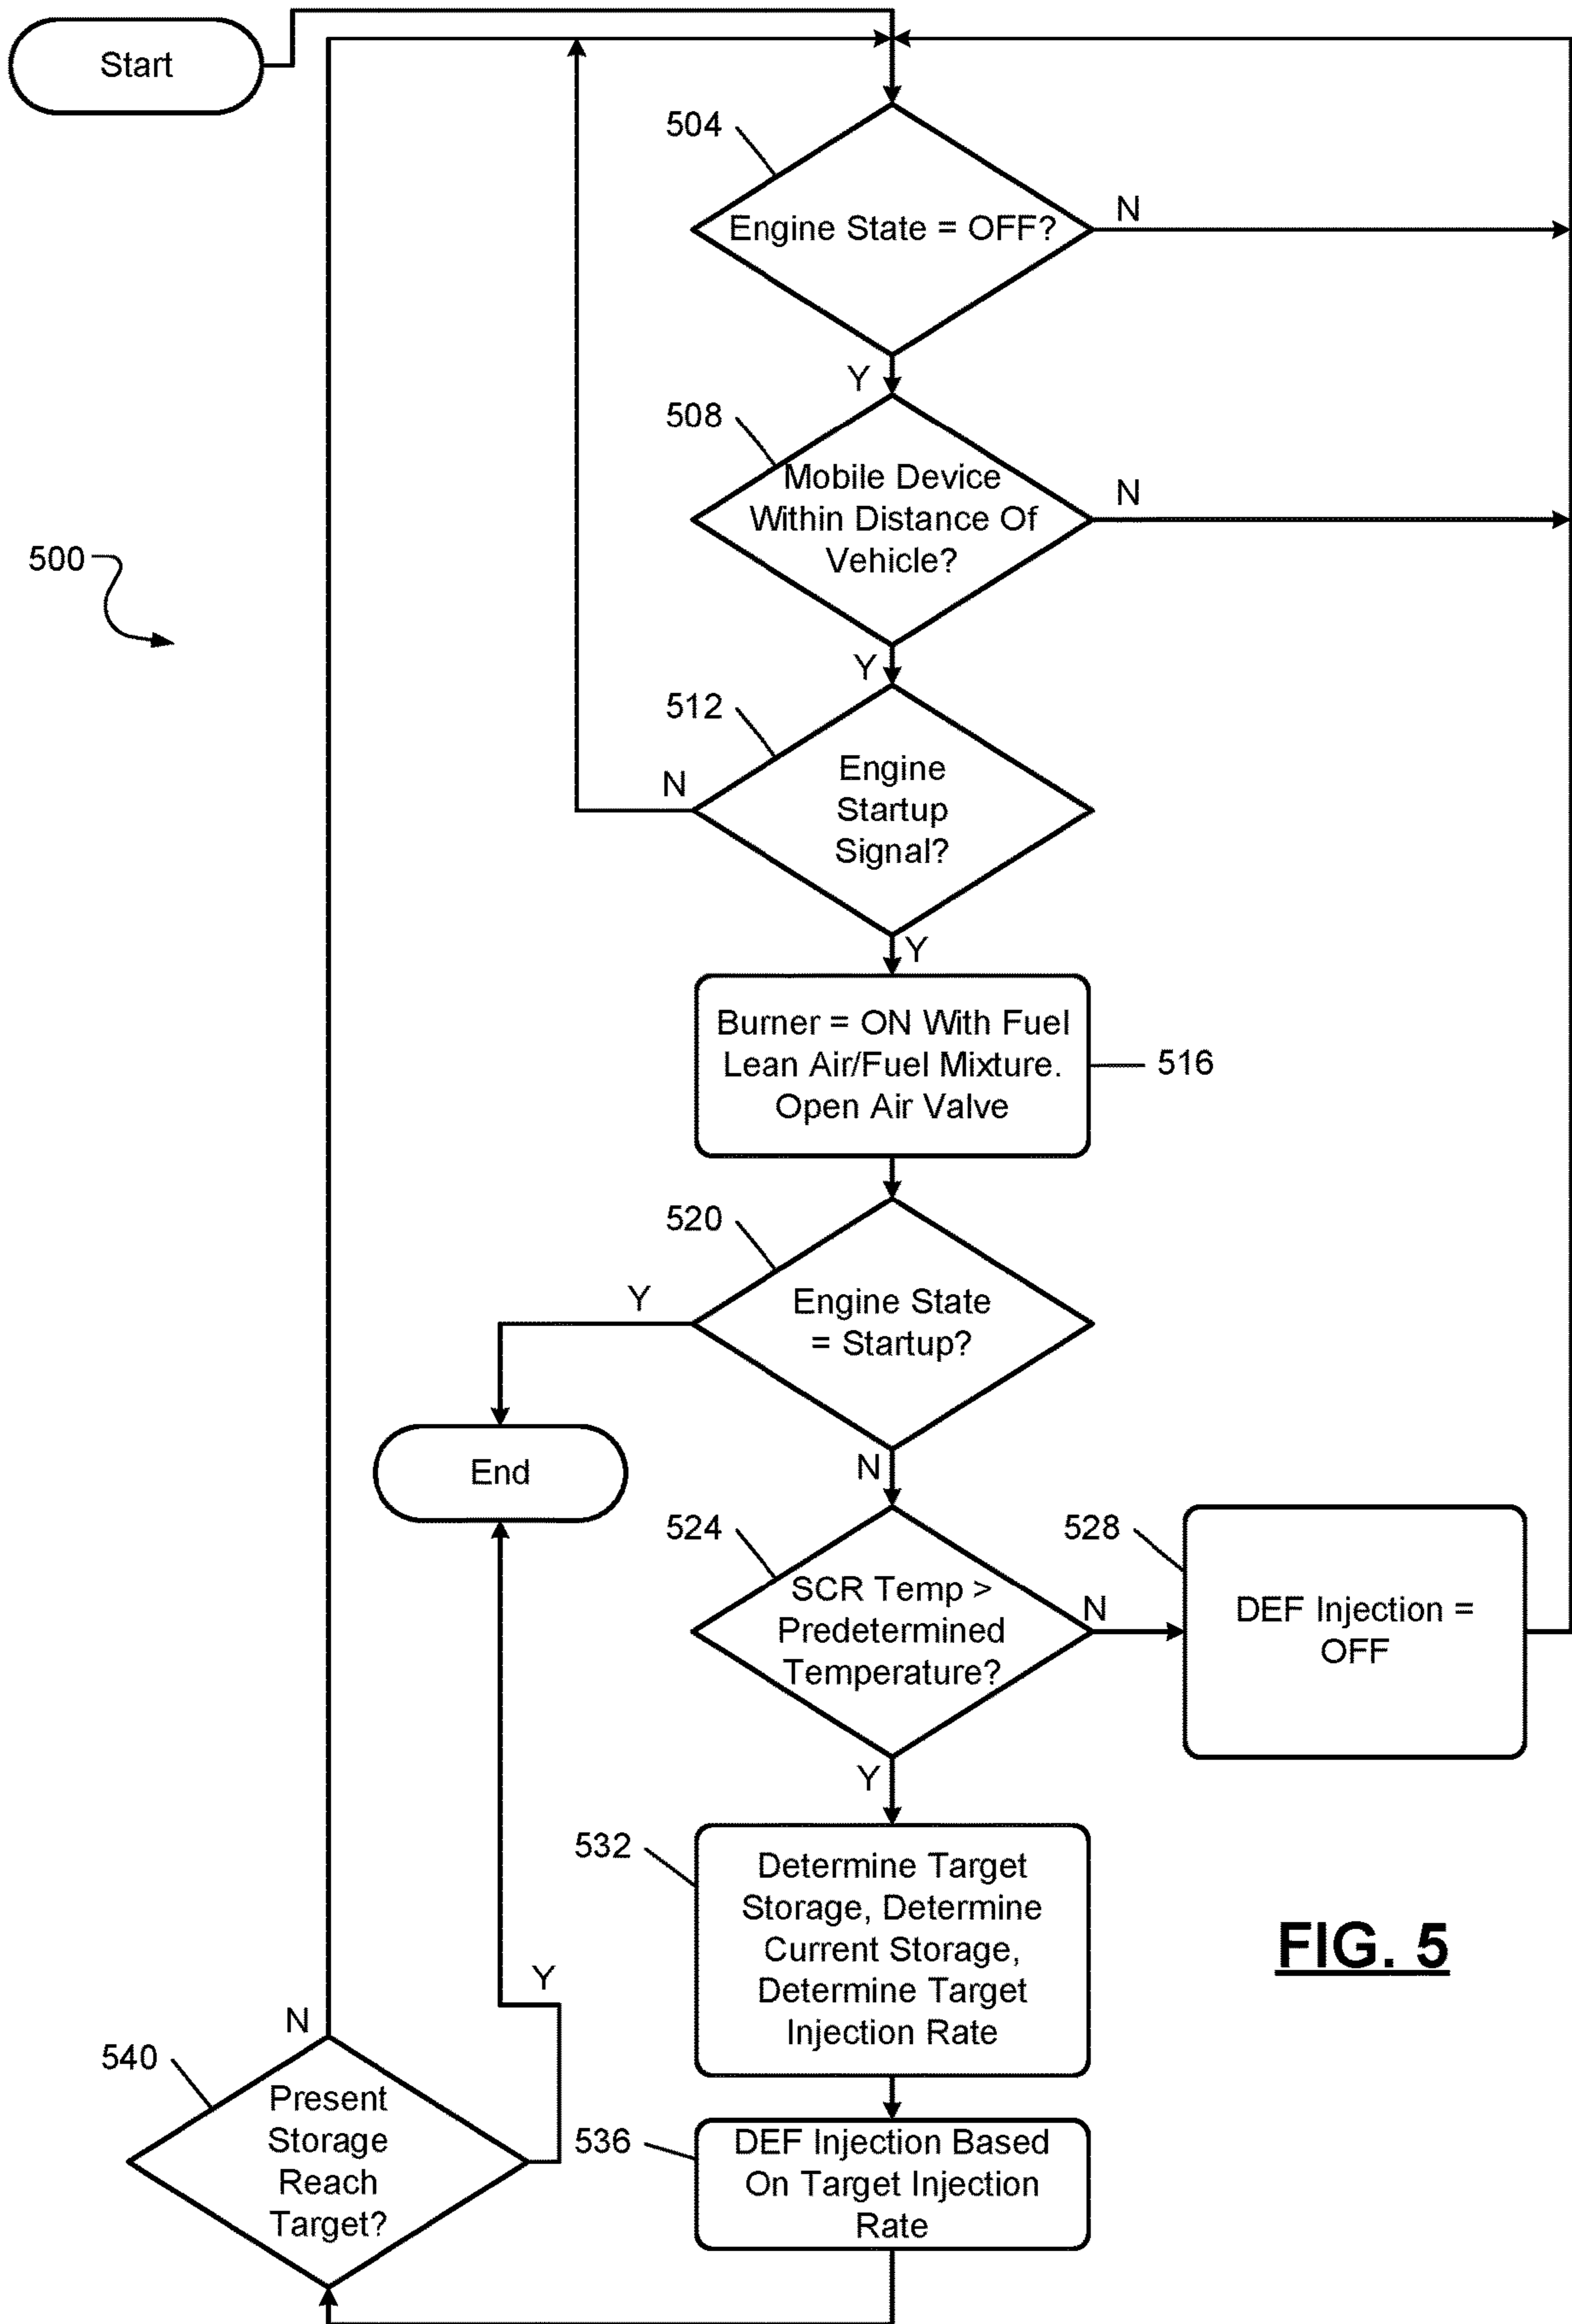 Start
504
Engine State = OFF?
N
Y
508
Mobile Device
Within Distance Of
Vehicle?
N
500
Y
512
Engine
Startup
Signal?
N
Y
Burner = ON With Fuel
Lean Air/Fuel Mixture.
Open Air Valve
516
520
Engine State
= Startup?
Y
End
N
524
SCR Temp >
Predetermined
Temperature?
N
528
DEF Injection =
OFF
Y
532
Determine Target
Storage, Determine
Current Storage,
Determine Target
Injection Rate
FIG. 5
Y
N
540
Present
Storage
Reach
Target?
536
DEF Injection Based
On Target Injection
Rate